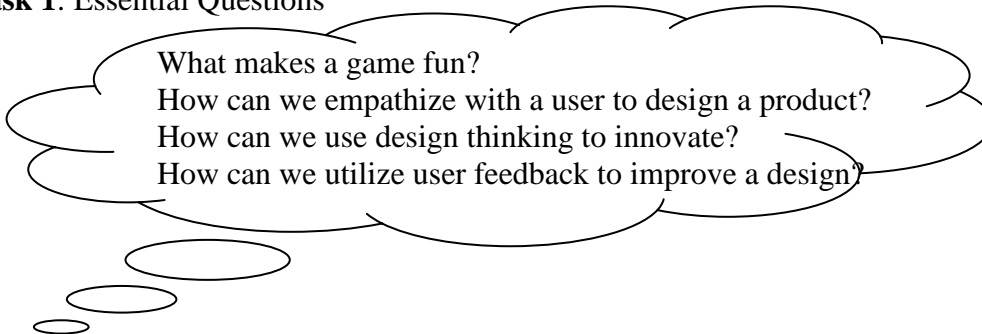 1: Essential Questions
What makes a game fun?
How can we empathize with a user to design a product?
How can we use design thinking to innovate?
How can we utilize user feedback to improve a design?